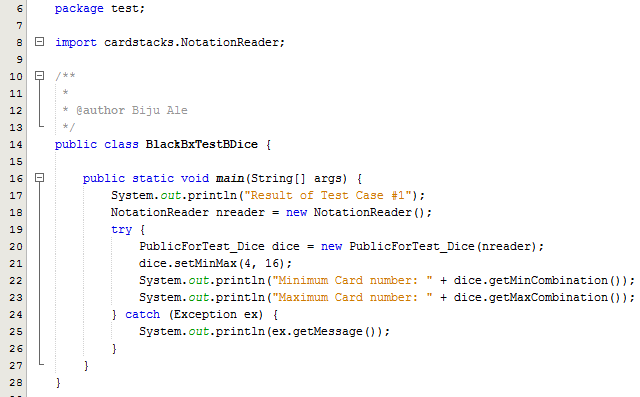 6 package test;
7
8 import cardstacks.NotationReader;
9
10 /**
11 *
12 * @author Biju Ale
13 */
14 public class BlackBxTestBDice {
15
16 public static void main(String[] args) {
17 System.out.println("Result of Test Case #1");
18 NotationReader nreader = new NotationReader();
19 try {
20 PublicForTest_Dice dice = new PublicForTest_Dice(nreader);
21 dice.setMinMax(4, 16);
22 System.out.println("Minimum Card number: " + dice.getMinCombination());
23 System.out.println("Maximum Card number: " + dice.getMaxCombination());
24 } catch (Exception ex) {
25 System.out.println(ex.getMessage());
26 }
27 }
28 }